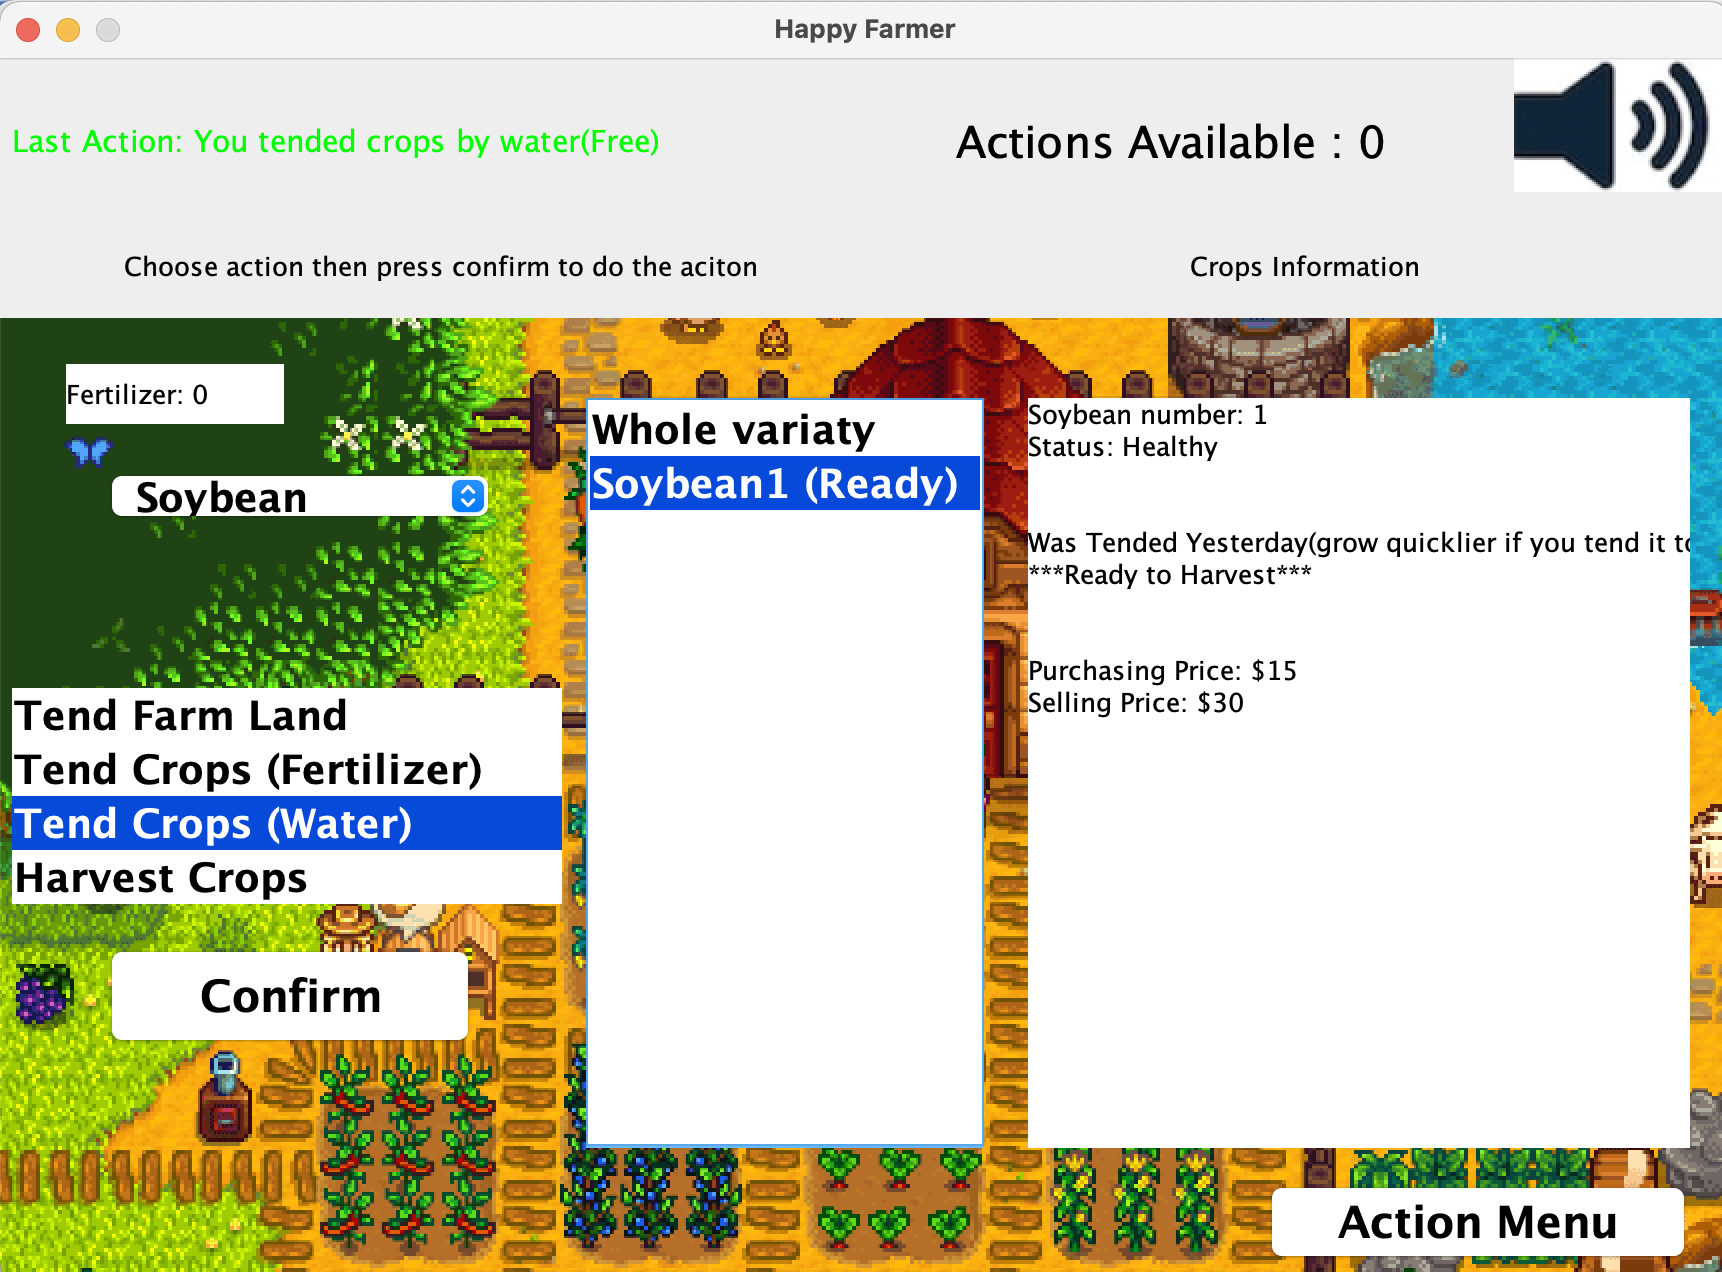 Happy Farmer
Last Action: You tended crops by water(Free)
Actions Available : 0
Choose action then press confirm to do the aciton
Crops Information
Fertilizer: 0
Soybean
Tend Farm Land
Tend Crops (Fertilizer)
Tend Crops (Water)
Harvest Crops
Confirm
Whole variaty
Soybean1 (Ready)
Soybean number: 1
Status: Healthy
Was Tended Yesterday(grow quicklier if you tend it
***Ready to Harvest***
Purchasing Price: $15
Selling Price: $30
Action Menu